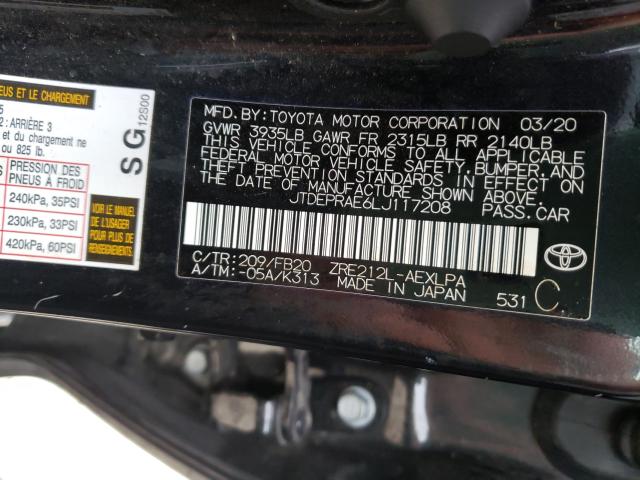 EUS ET LE CHARGEMENT
5
2 : ARRIÈRE 3
et du chargement ne
ou 825 lb.
PRESSION DES
PNEUS À FROID
240kPa, 35PSI
230kPa, 33PSI
420kPa, 60PSI
VOIR LE MANUEL
DE L'USAGER
POUR PLUS DE
RENSEIGNEMENTS
SG
12S00
MFD. BY: TOYOTA MOTOR CORPORATION 03/20
GVWR 3935LB GAWR FR 2315LB RR 2140LB
THIS VEHICLE CONFORMS TO ALL APPLICABLE
FEDERAL MOTOR VEHICLE SAFETY, BUMPER, AND
THEFT PREVENTION STANDARDS IN EFFECT ON
THE DATE OF MANUFACTURE SHOWN ABOVE.
JTDEPRAE6LJ117208 PASS. CAR
C/TR: 209/FB20 ZRE212L-AEXLPA
A/TM: -05A/K313 MADE IN JAPAN 531 C
TOYOTA